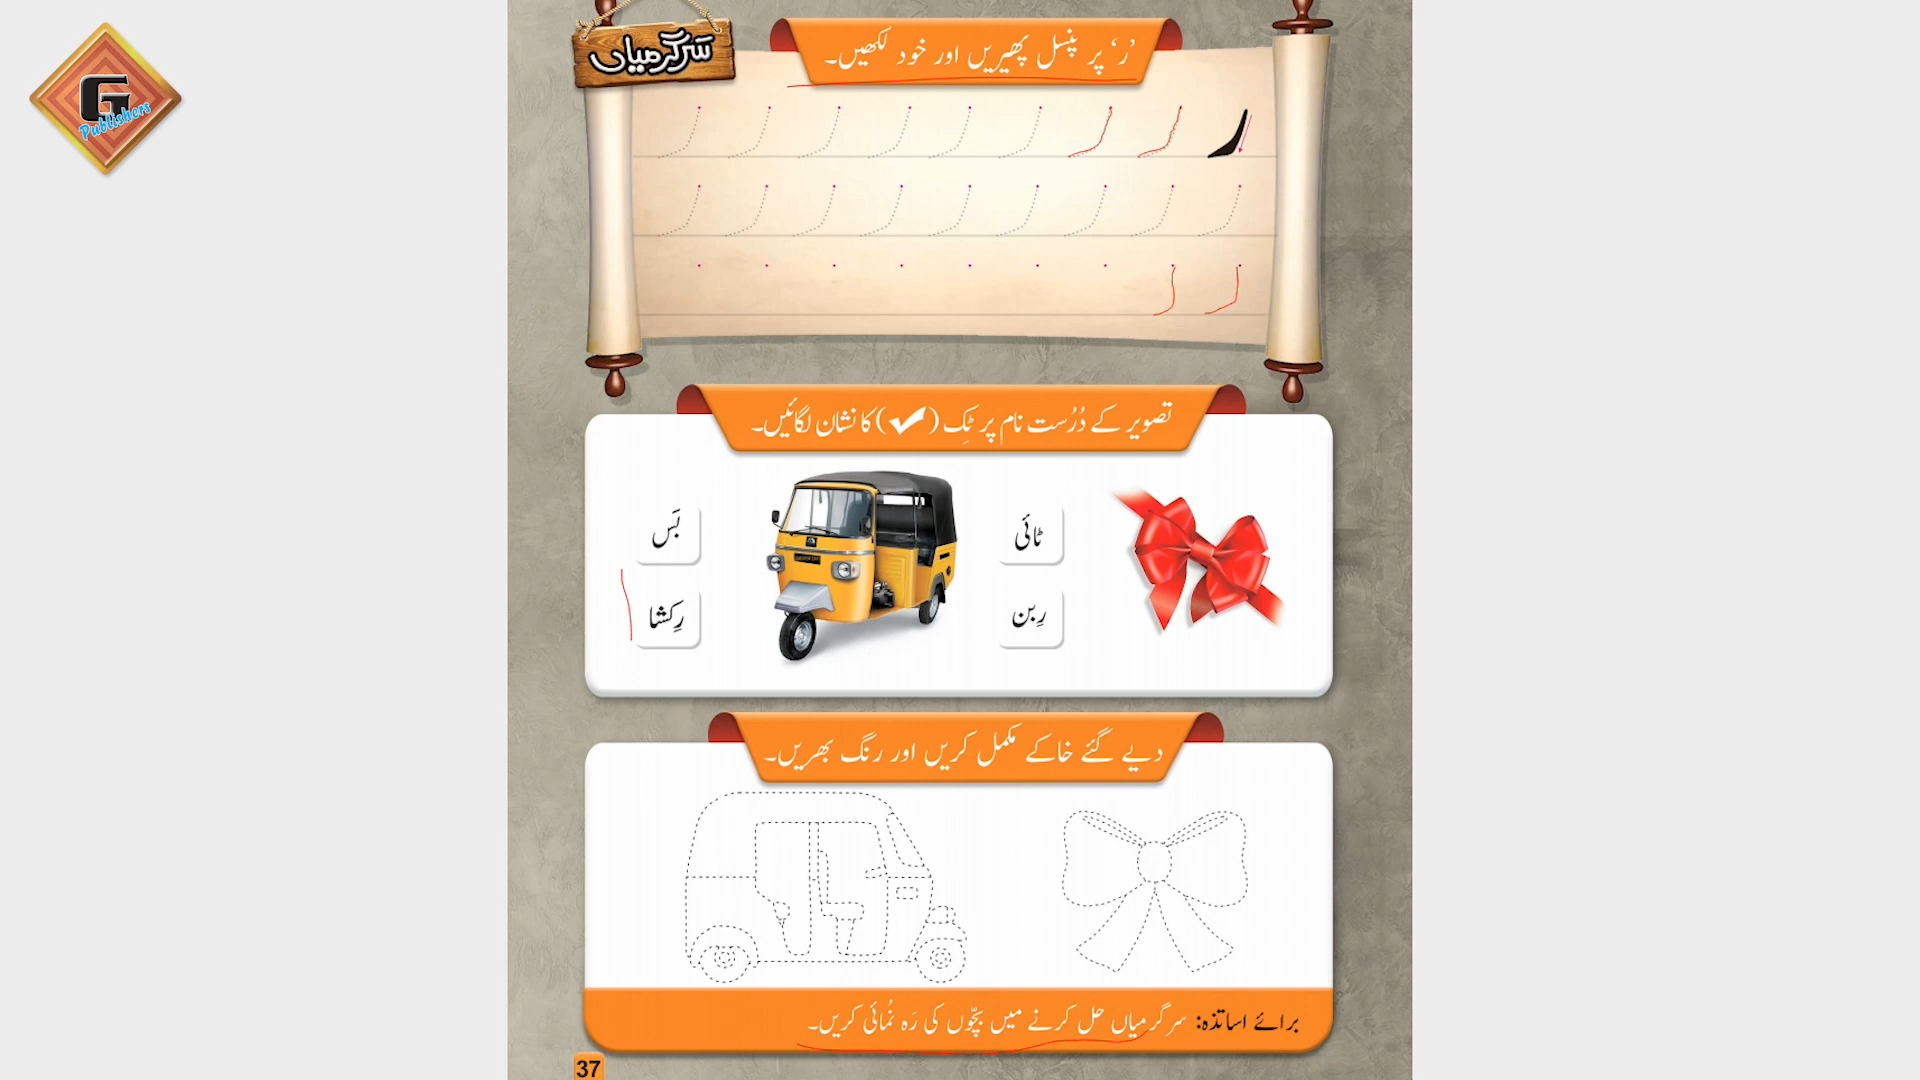 G
Publishers
سرگرمیاں
’ر‘ پر پنسل پھیریں اور خود لکھیں۔
ر
تصویر کے دُرُست نام پر ٹِک (✔) کا نشان لگائیں۔
ٹائی
رِبن
بَس
رِکشا
دیے گئے خاکے مکمل کریں اور رنگ بھریں۔
برائے اساتذہ: سرگرمیاں حل کرنے میں بچّوں کی رَہ نُمائی کریں۔
37